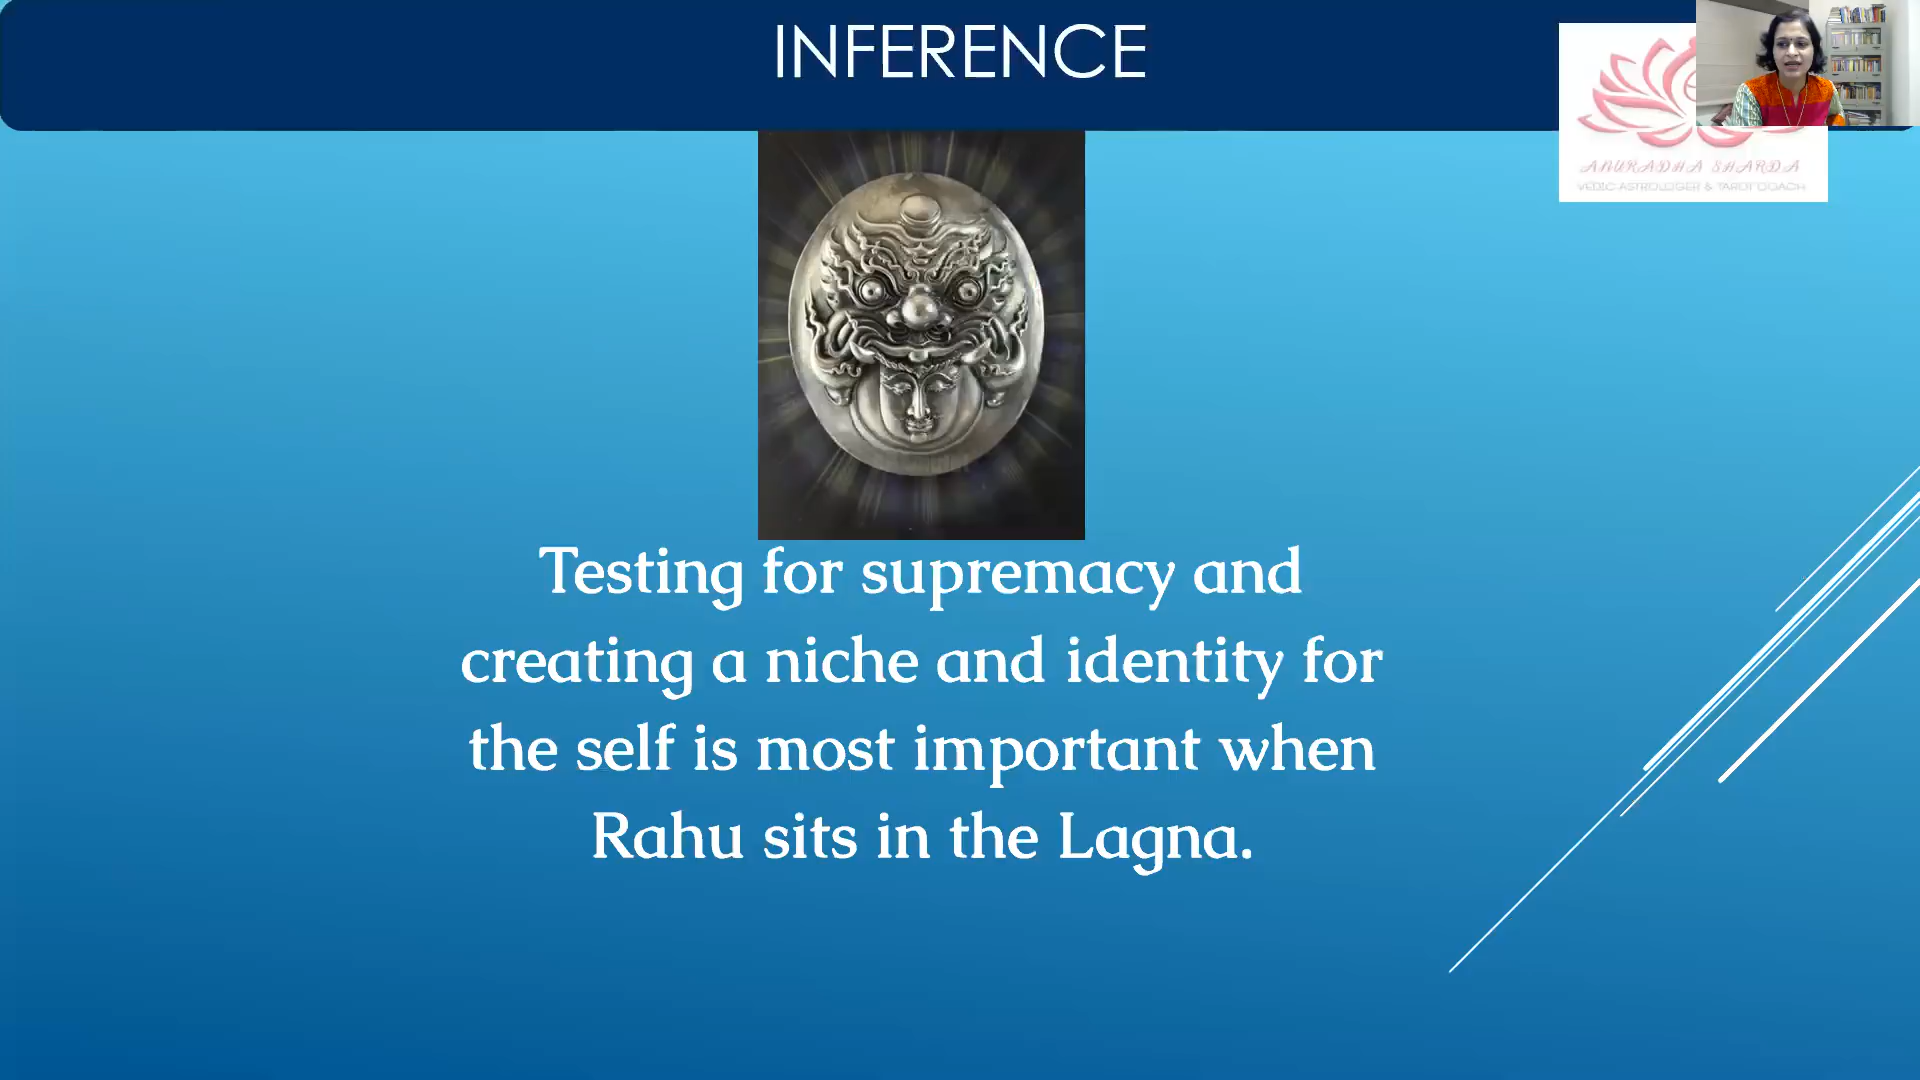 INFERENCE
ANURADHA SHARDA
VEDIC ASTROLOGER & TAROT COACH
Testing for supremacy and
creating a niche and identity for
the self is most important when
Rahu sits in the Lagna.